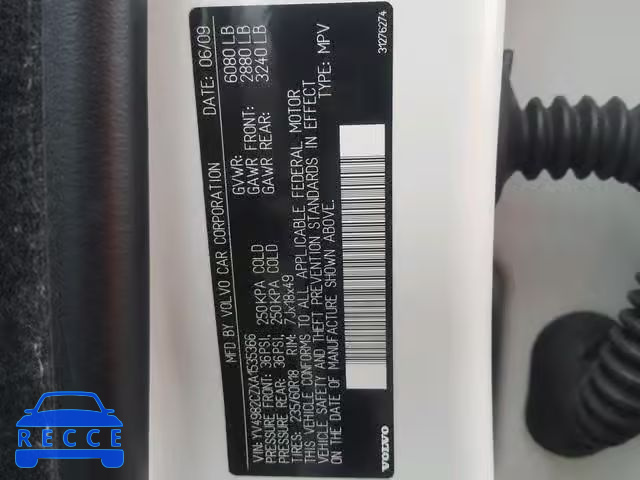 MFD BY VOLVO CAR CORPORATION DATE: 06/09
GVWR: 6080 LB
GAWR FRONT: 2880 LB
GAWR REAR: 3240 LB
VIN: YV4982CZXA1535366
PRESSURE FRONT: 36PSI, 250KPA COLD
PRESSURE REAR: 36PSI, 250KPA COLD
TIRES: 235/60R18 RIM: 7Jx18x49
THIS VEHICLE CONFORMS TO ALL APPLICABLE FEDERAL MOTOR
VEHICLE SAFETY AND THEFT PREVENTION STANDARDS IN EFFECT
ON THE DATE OF MANUFACTURE SHOWN ABOVE.
TYPE: MPV
VOLVO
31276274
AUTO
RECCE